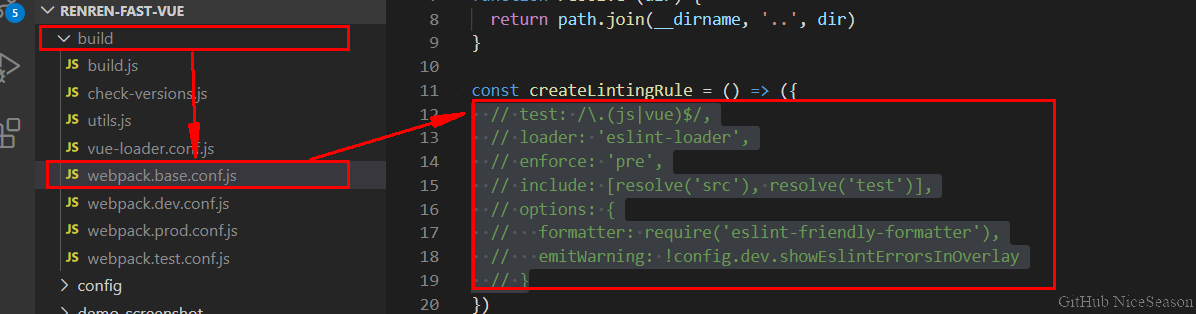 5
RENREN-FAST-VUE
build
JS build.js
JS check-versions.js
JS utils.js
JS vue-loader.conf.js
JS webpack.base.conf.js
JS webpack.dev.conf.js
JS webpack.prod.conf.js
JS webpack.test.conf.js
config
demo-screenshot
8 return path.join(__dirname, '..', dir)
9 }
10
11 const createLintingRule = () => ({
12 // test: /\.(js|vue)$/,
13 // loader: 'eslint-loader',
14 // enforce: 'pre',
15 // include: [resolve('src'), resolve('test')],
16 // options: {
17 //   formatter: require('eslint-friendly-formatter'),
18 //   emitWarning: !config.dev.showEslintErrorsInOverlay
19 // }
20 })
GitHub NiceSeason